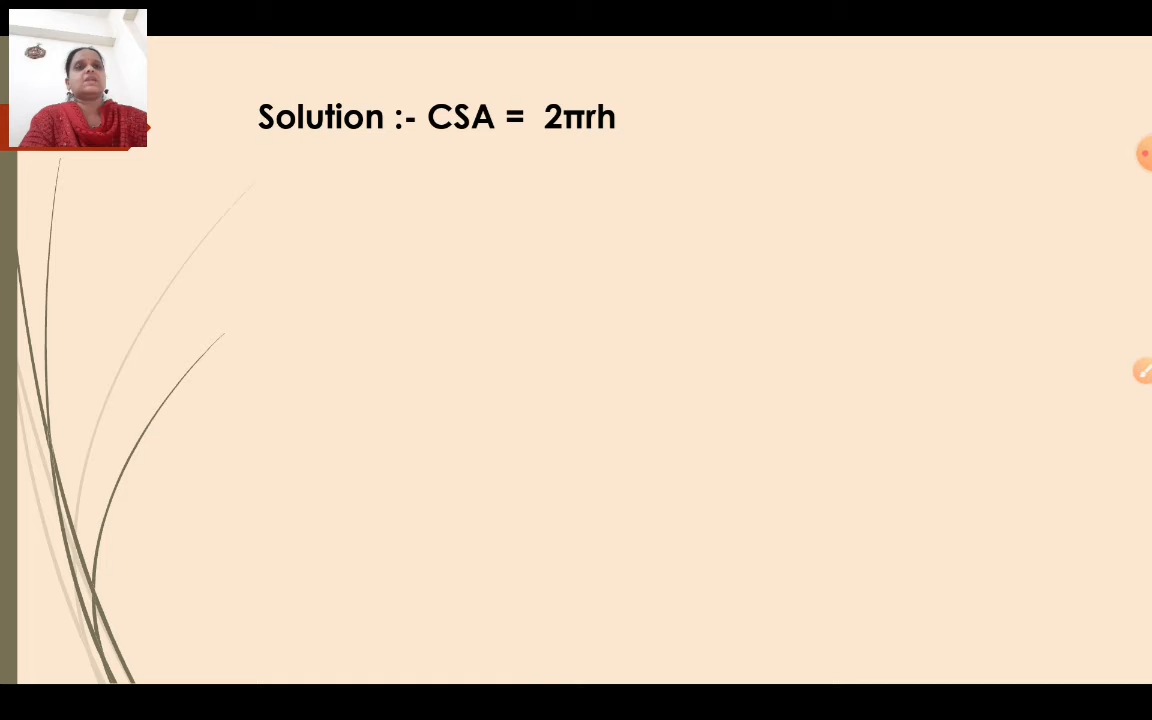 Solution :- CSA = 2πrh